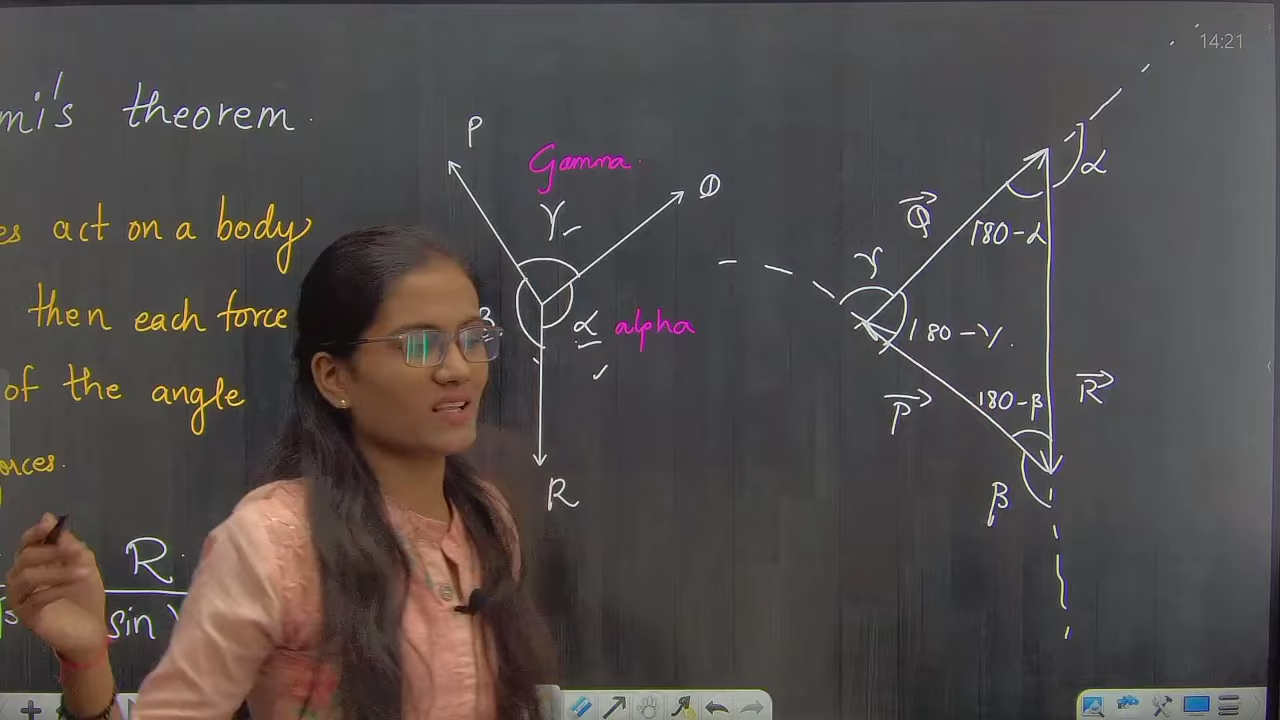 mi's theorem.
es act on a body
then each force
of the angle
orces.
R
sin γ
P
Gamma
γ
Q
β
α alpha
R
14:21
α
Q
180-α
γ
180-γ.
P
180-β
R
β